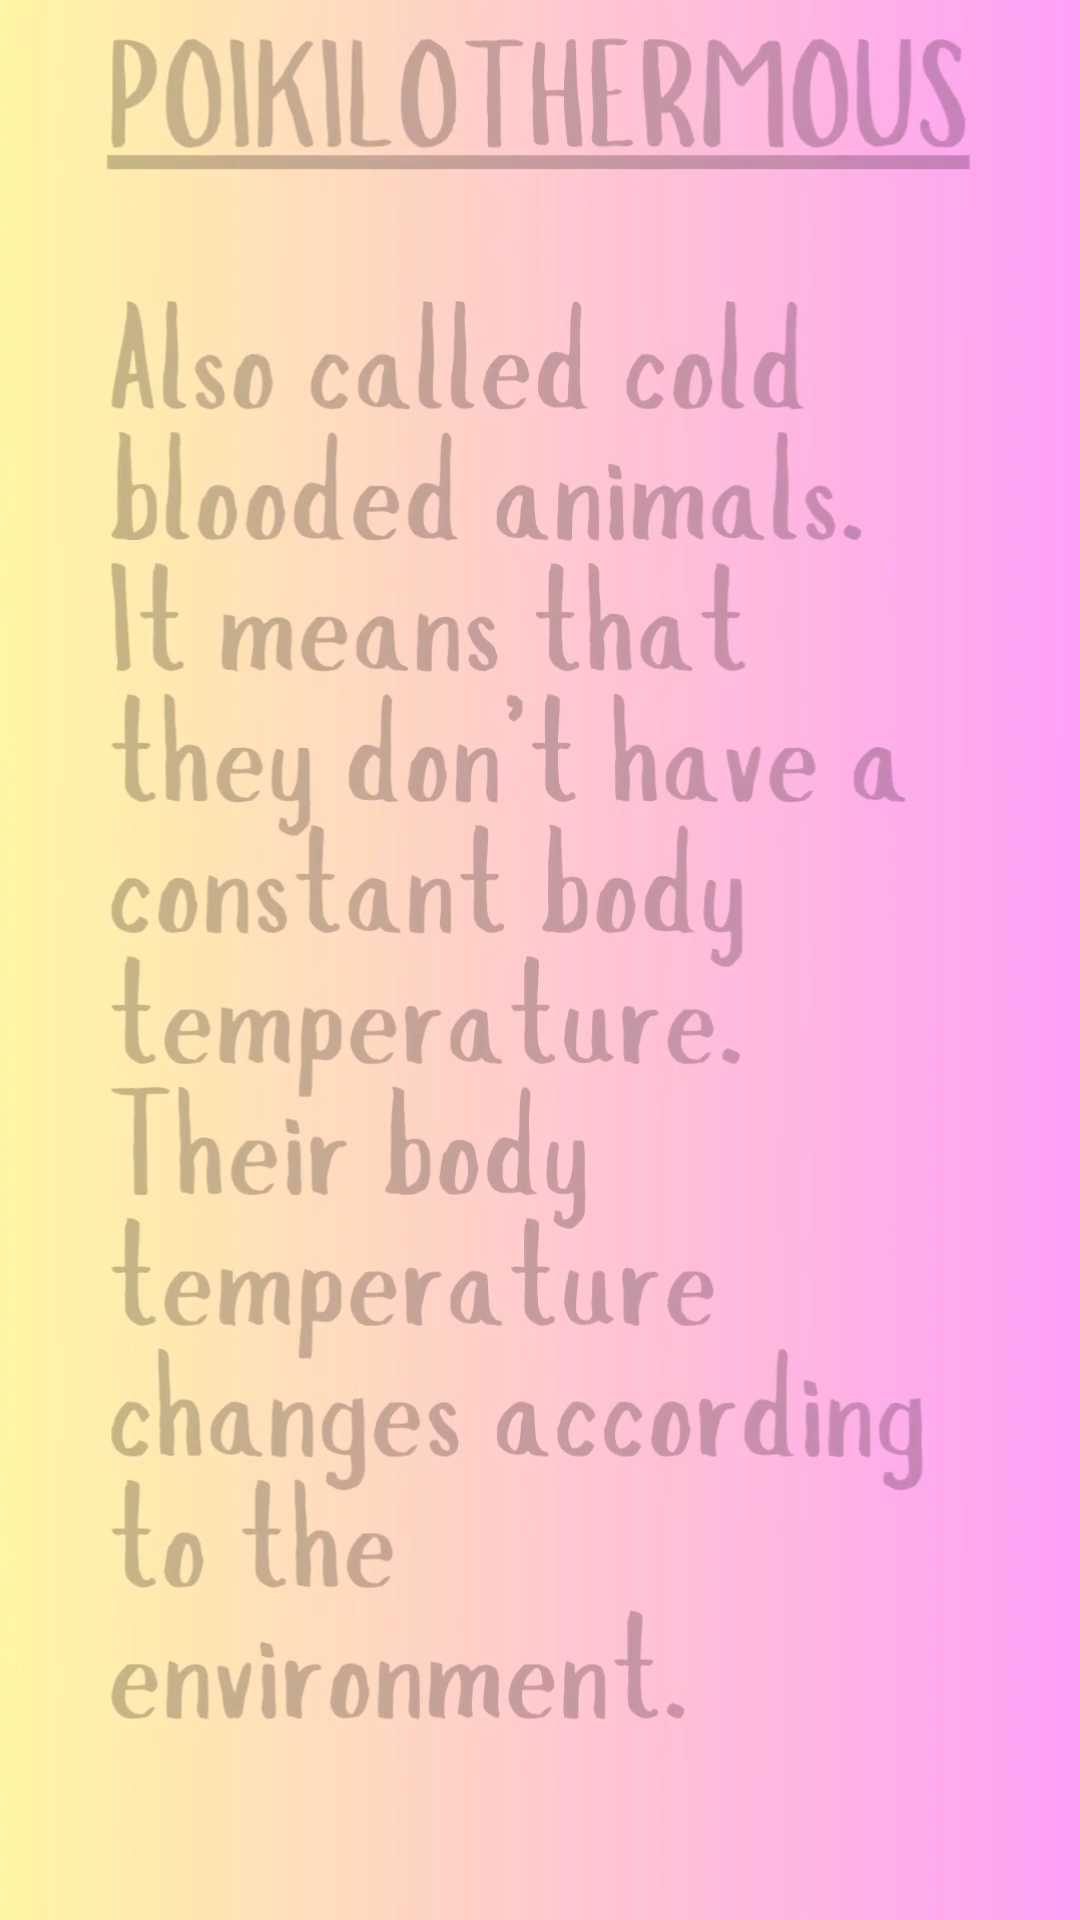 POIKILOTHERMOUS
Also called cold
blooded animals.
It means that
they don't have a
constant body
temperature.
Their body
temperature
changes according
to the
environment.